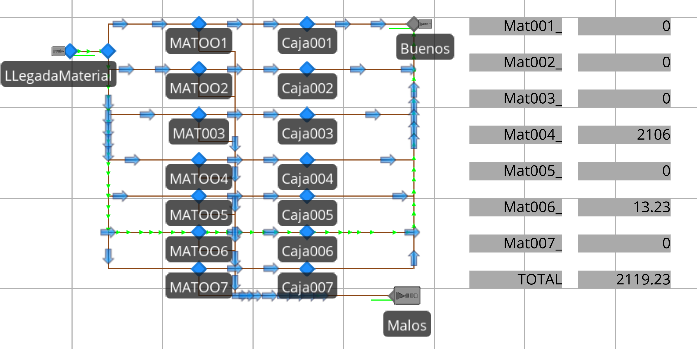 MATOO1
Caja001
Buenos
LLegadaMaterial
MATOO2
Caja002
MAT003
Caja003
MATOO4
Caja004
MATOO5
Caja005
MATOO6
Caja006
MATOO7
Caja007
Malos
Mat001_ 0
Mat002_ 0
Mat003_ 0
Mat004_ 2106
Mat005_ 0
Mat006_ 13.23
Mat007_ 0
TOTAL 2119.23